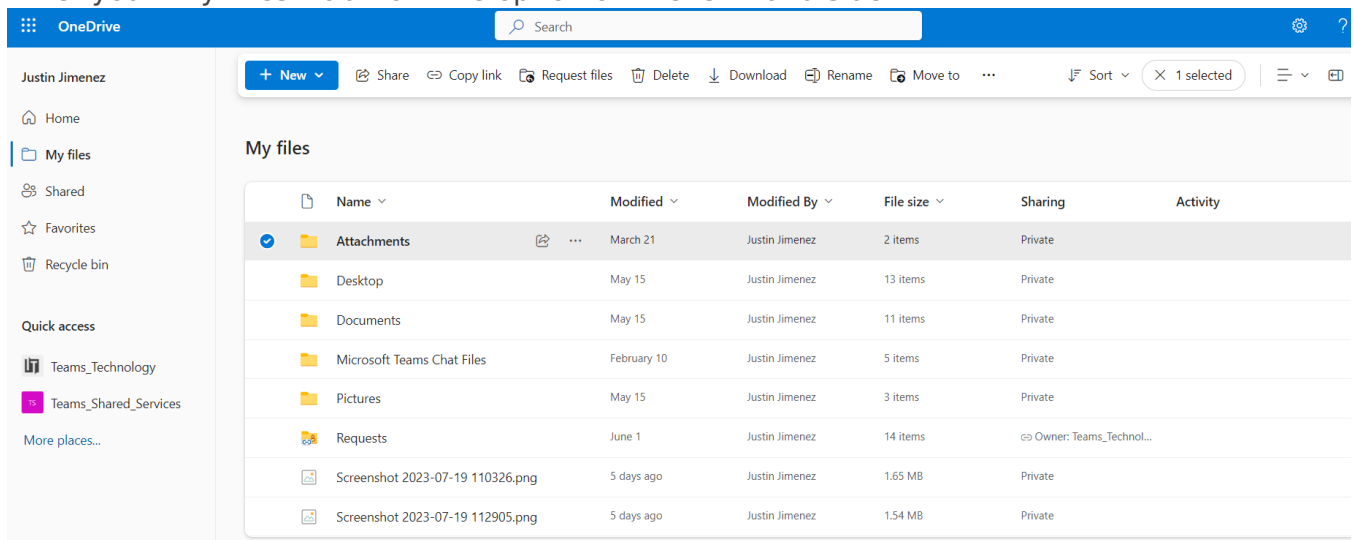 OneDrive
Search
?
Justin Jimenez
+ New
Share
Copy link
Request files
Delete
Download
Rename
Move to
...
Sort
1 selected
Home
My files
Shared
Favorites
Recycle bin
Quick access
Teams_Technology
TS Teams_Shared_Services
More places...
My files
Name Modified Modified By File size Sharing Activity
Attachments ... March 21 Justin Jimenez 2 items Private
Desktop May 15 Justin Jimenez 13 items Private
Documents May 15 Justin Jimenez 11 items Private
Microsoft Teams Chat Files February 10 Justin Jimenez 5 items Private
Pictures May 15 Justin Jimenez 3 items Private
Requests June 1 Justin Jimenez 14 items Owner: Teams_Technol...
Screenshot 2023-07-19 110326.png 5 days ago Justin Jimenez 1.65 MB Private
Screenshot 2023-07-19 112905.png 5 days ago Justin Jimenez 1.54 MB Private